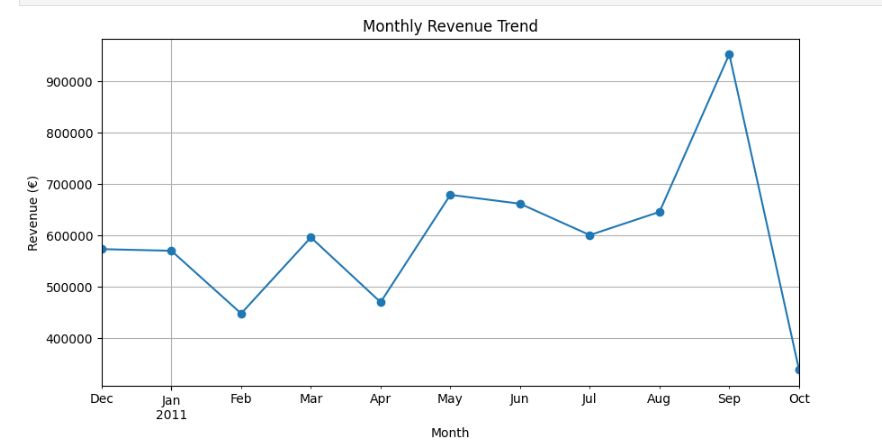 Monthly Revenue Trend
Revenue (€)
900000
800000
700000
600000
500000
400000
Dec Jan Feb Mar Apr May Jun Jul Aug Sep Oct
2011
Month